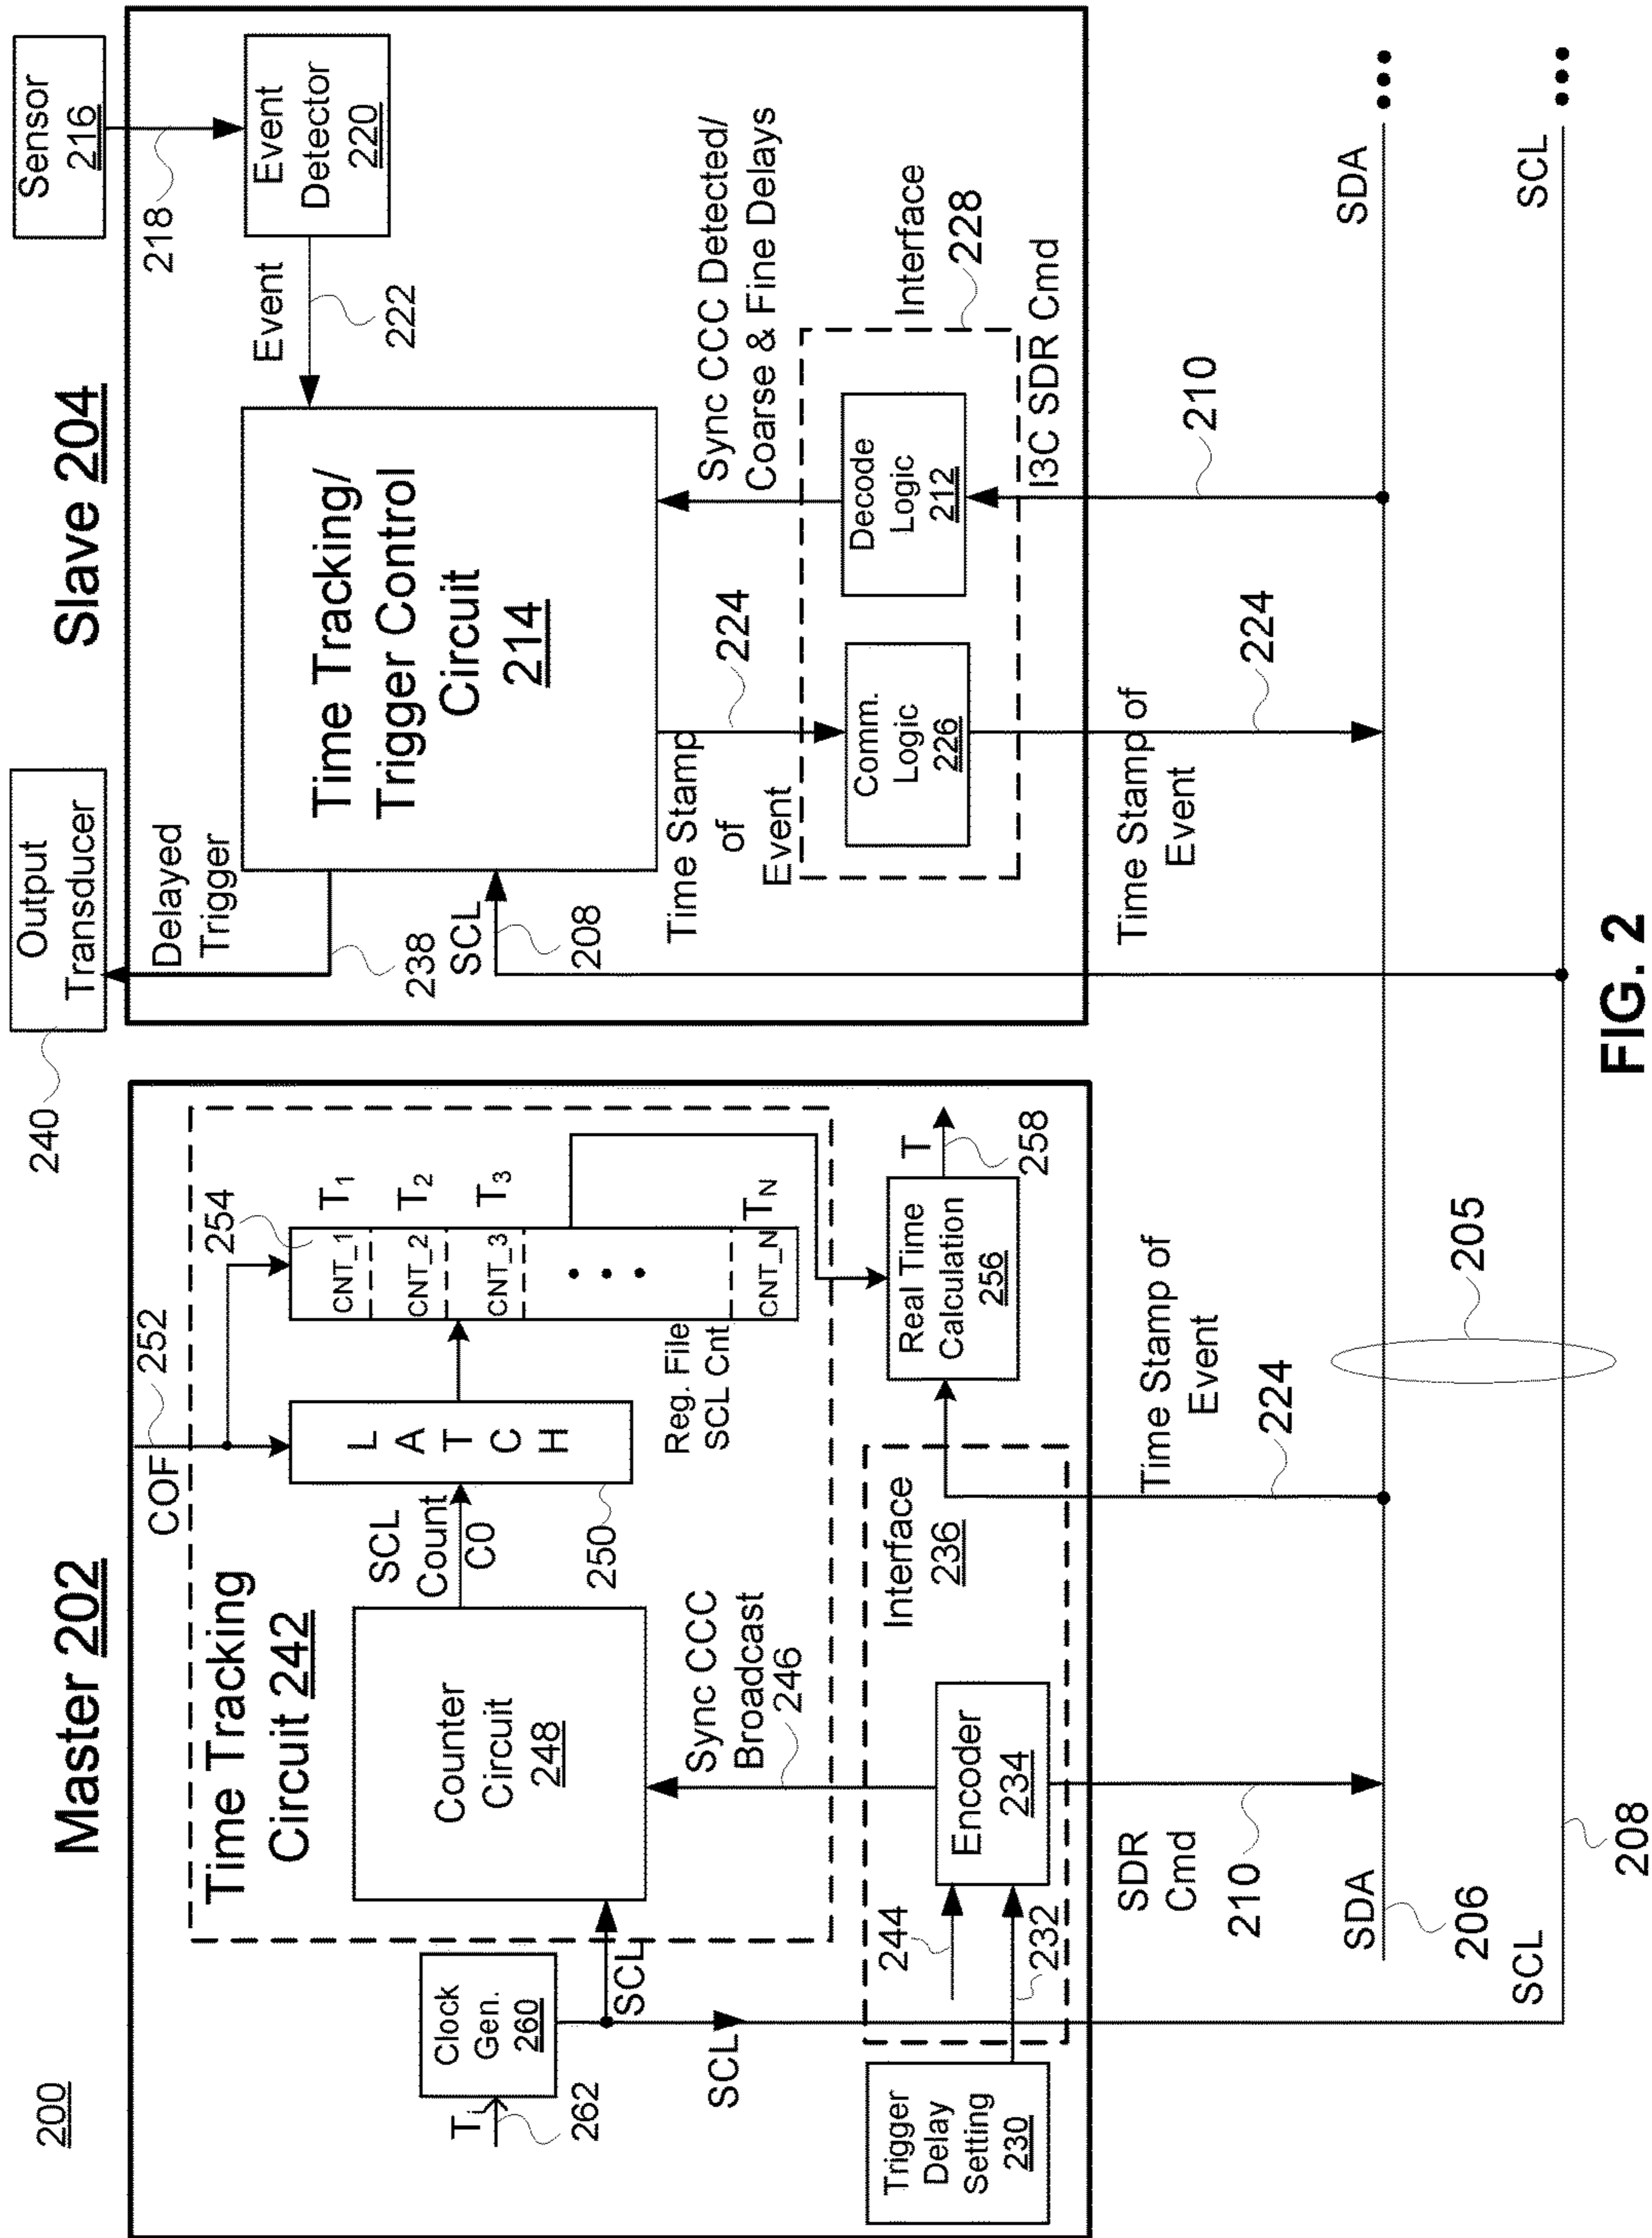 200
Master 202
Slave 204
240
Output
Transducer
Sensor
216
COF
252
254
Delayed
Trigger
238
218
Time Tracking
Circuit 242
Event
Detector
220
Event
222
Ti
262
Clock
Gen.
260
SCL
SCL
Counter
Circuit
248
SCL
Count
C0
L
A
T
C
H
250
CNT_1
CNT_2
CNT_3
CNT_N
T1
T2
T3
TN
Reg. File
SCL Cnt
Time Tracking/
Trigger Control
Circuit
214
SCL
208
Sync CCC
Broadcast
246
Time Stamp
of
Event
224
Sync CCC Detected/
Coarse & Fine Delays
Trigger
Delay
Setting
230
244
232
Encoder
234
Interface
236
Real Time
Calculation
256
T
258
Comm.
Logic
226
Decode
Logic
212
Interface
228
I3C SDR Cmd
SDR
Cmd
210
Time Stamp of
Event
224
Time Stamp of
Event
224
210
SDA
206
205
SDA
SCL
208
SCL
FIG. 2